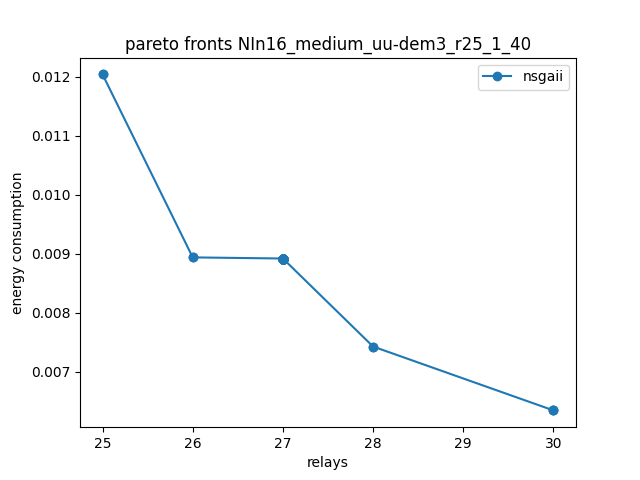 pareto fronts NIn16_medium_uu-dem3_r25_1_40
nsgaii
0.012
0.011
0.010
0.009
0.008
0.007
energy consumption
25 26 27 28 29 30
relays